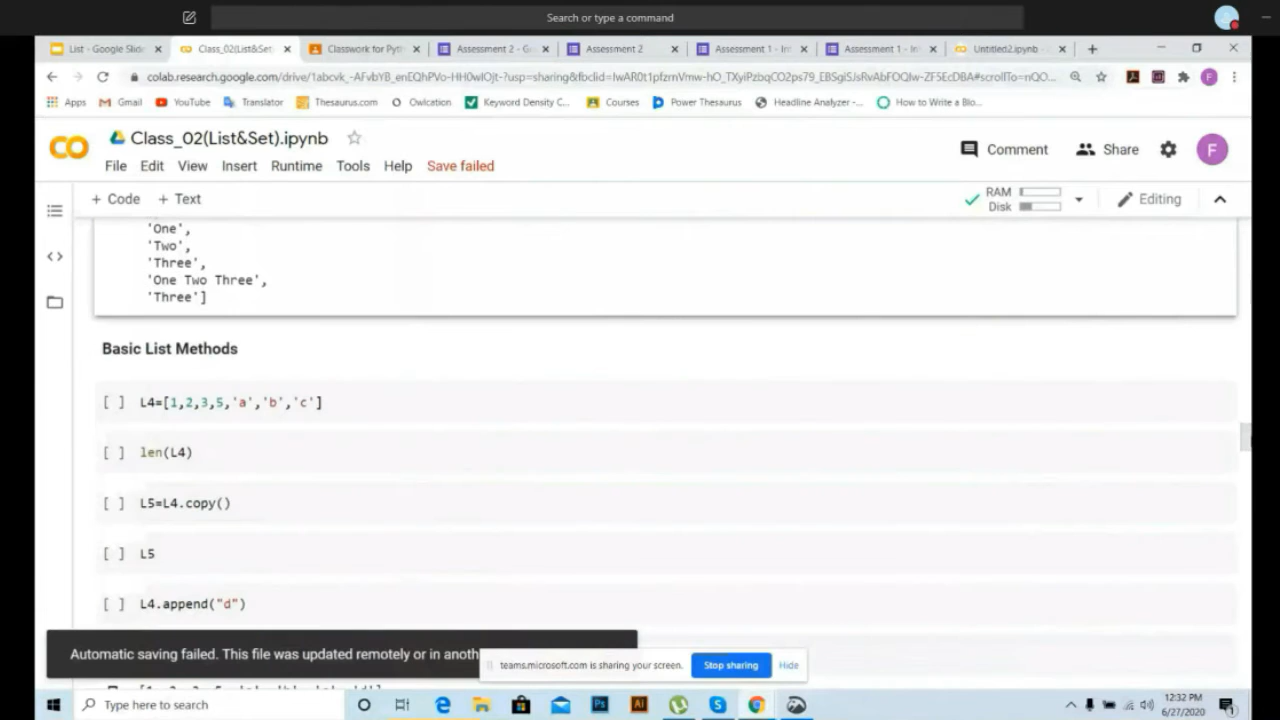 Search or type a command
List - Google Slide
Class_02(List&Set
Classwork for Pyth
Assessment 2 - G
Assessment 2
Assessment 1 - In
Assessment 1 - In
Untitled2.ipynb -
Apps
Gmail
YouTube
Translator
Thesaurus.com
Owlcation
Keyword Density C...
Courses
Power Thesaurus
Headline Analyzer -...
How to Write a Blo...
Class_02(List&Set).ipynb
Comment
Share
F
File Edit View Insert Runtime Tools Help Save failed
+ Code + Text
RAM
Disk
Editing
'One',
'Two',
'Three',
'One Two Three',
'Three']
Basic List Methods
[ ] L4=[1,2,3,5,'a','b','c']
[ ] len(L4)
[ ] L5=L4.copy()
[ ] L5
[ ] L4.append("d")
Automatic saving failed. This file was updated remotely or in anoth
teams.microsoft.com is sharing your screen.
Stop sharing
Hide
Type here to search
12:32 PM
6/27/2020